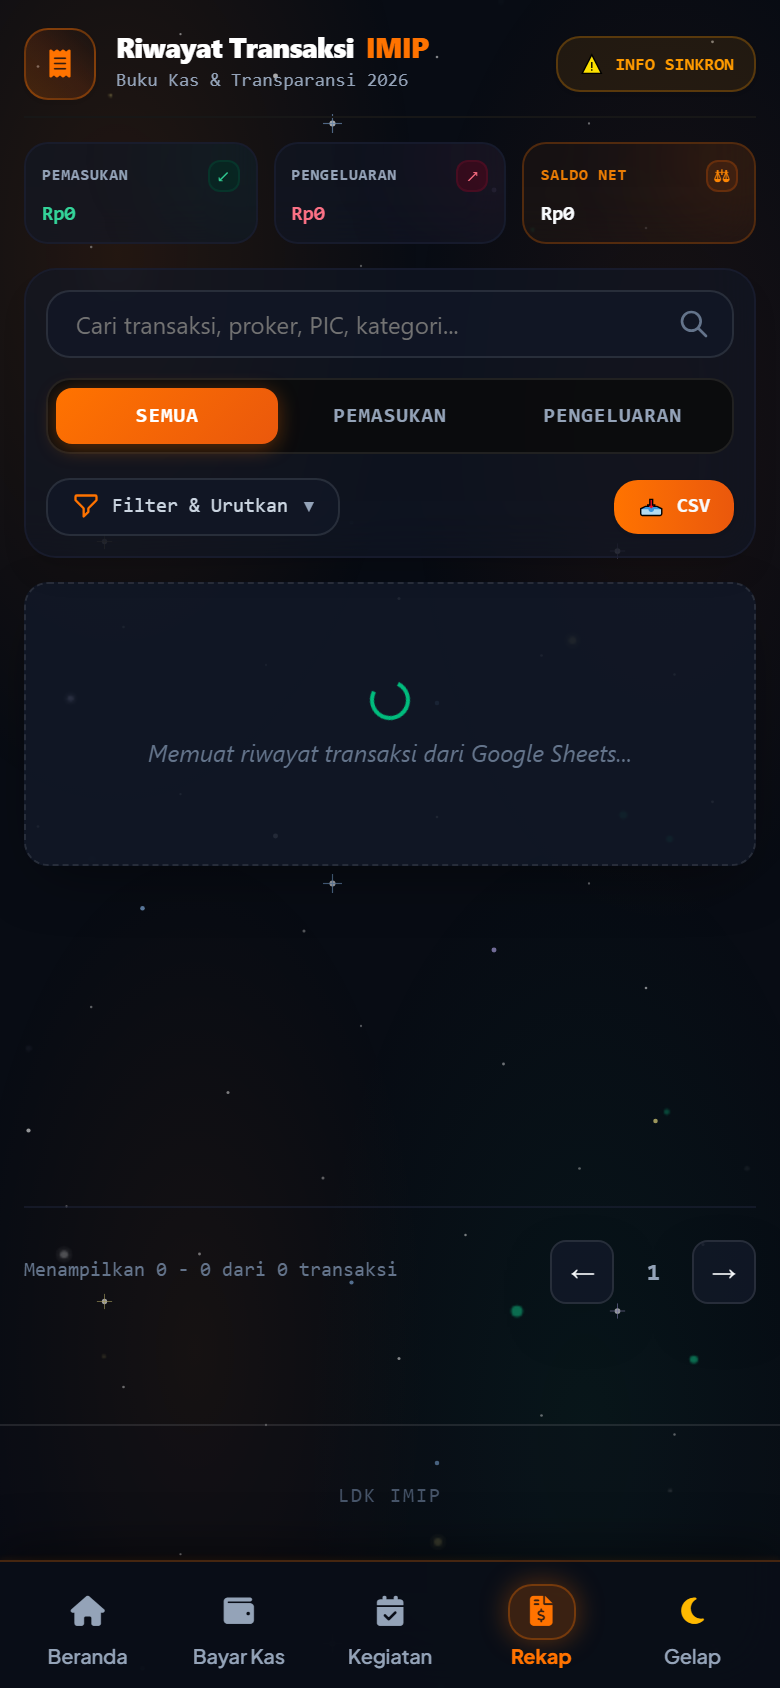 Riwayat Transaksi IMIP
Buku Kas & Transparansi 2026
⚠ INFO SINKRON
PEMASUKAN
↙
Rp0
PENGELUARAN
↗
Rp0
SALDO NET
Rp0
Cari transaksi, proker, PIC, kategori...
SEMUA
PEMASUKAN
PENGELUARAN
Filter & Urutkan ▼
CSV
Memuat riwayat transaksi dari Google Sheets...
Menampilkan 0 - 0 dari 0 transaksi
← 1 →
LDK IMIP
Beranda
Bayar Kas
Kegiatan
Rekap
Gelap